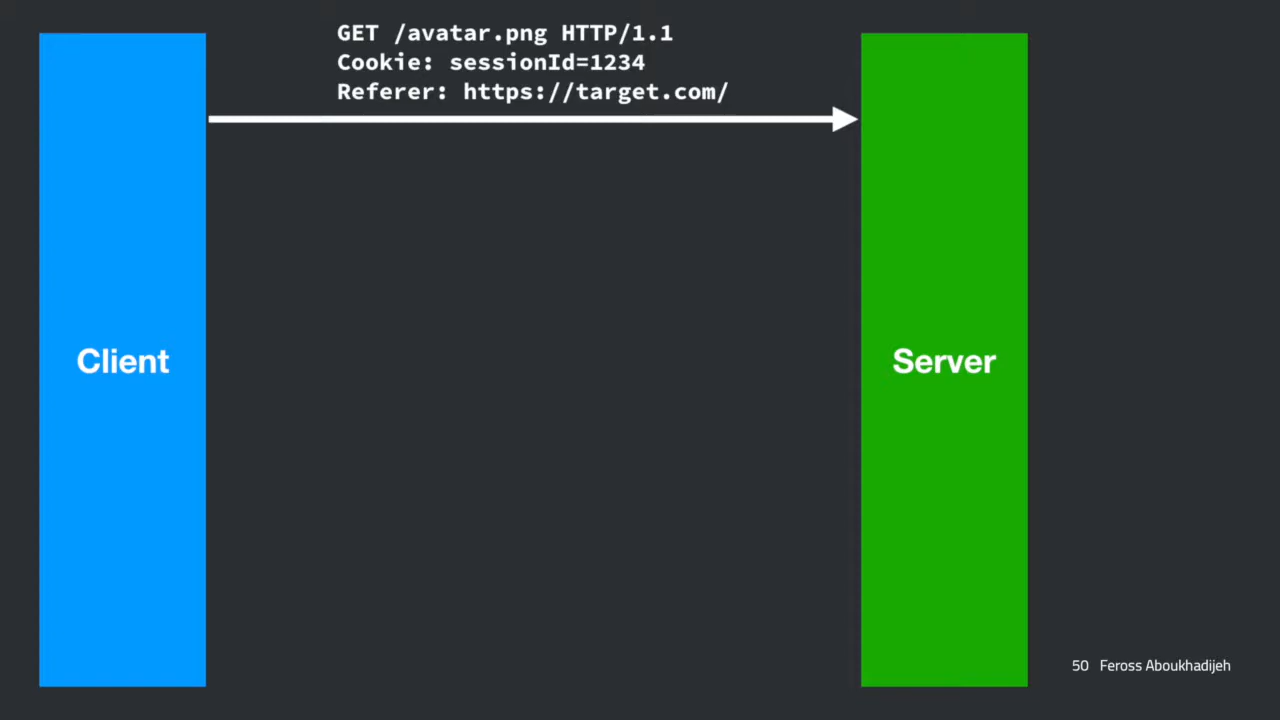 GET /avatar.png HTTP/1.1
Cookie: sessionId=1234
Referer: https://target.com/
Client
Server
50 Feross Aboukhadijeh